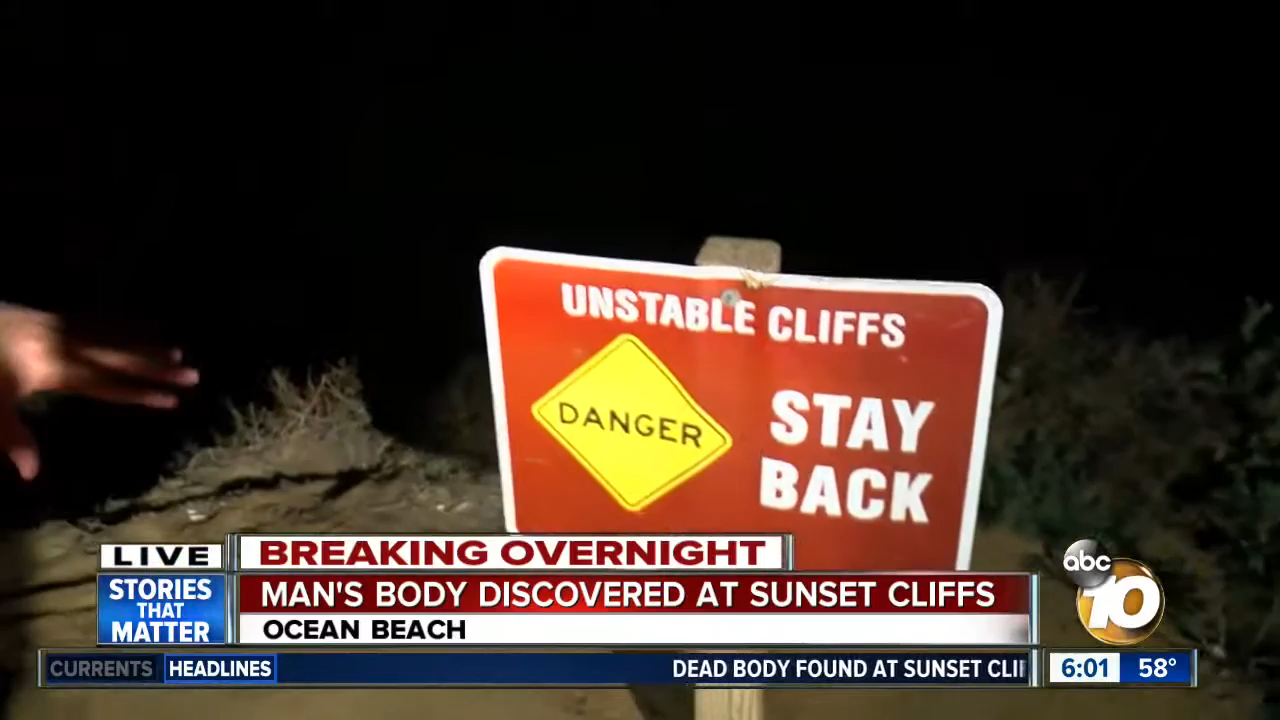 UNSTABLE CLIFFS
DANGER
STAY
BACK
LIVE
BREAKING OVERNIGHT
STORIES
THAT
MATTER
MAN'S BODY DISCOVERED AT SUNSET CLIFFS
OCEAN BEACH
abc
10
CURRENTS HEADLINES DEAD BODY FOUND AT SUNSET CLI
6:01 58°